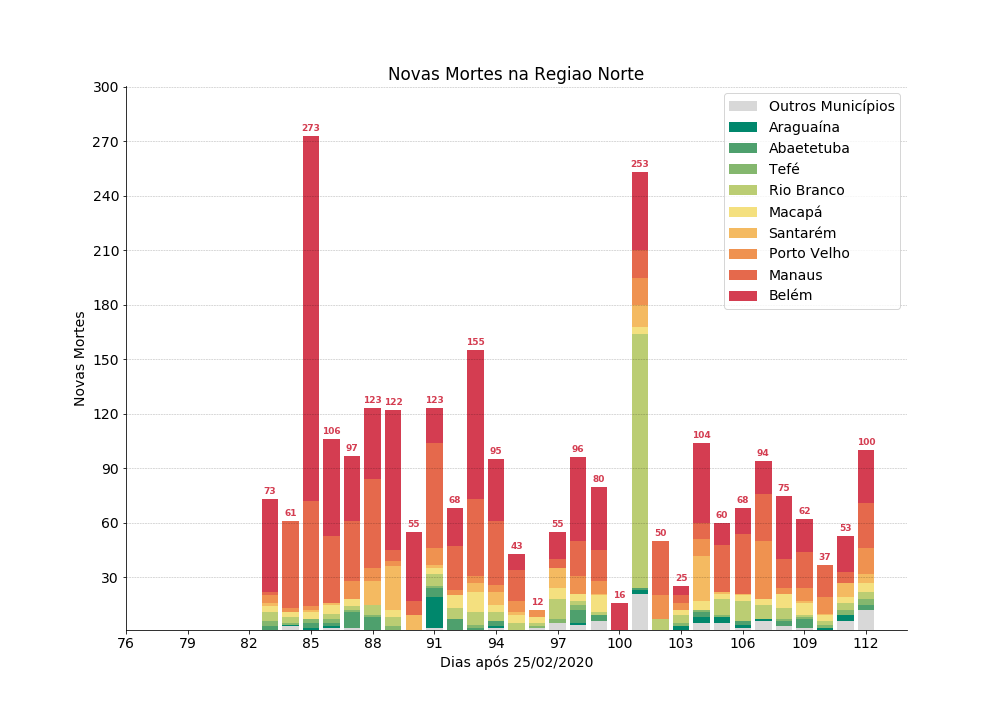 Novas Mortes na Regiao Norte
300
270
240
210
180
150
120
90
60
30
Novas Mortes
Outros Municípios
Araguaína
Abaetetuba
Tefé
Rio Branco
Macapá
Santarém
Porto Velho
Manaus
Belém
73
61
273
106
97
123
122
55
123
68
155
95
43
12
55
96
80
16
253
50
25
104
60
68
94
75
62
37
53
100
76 79 82 85 88 91 94 97 100 103 106 109 112
Dias após 25/02/2020